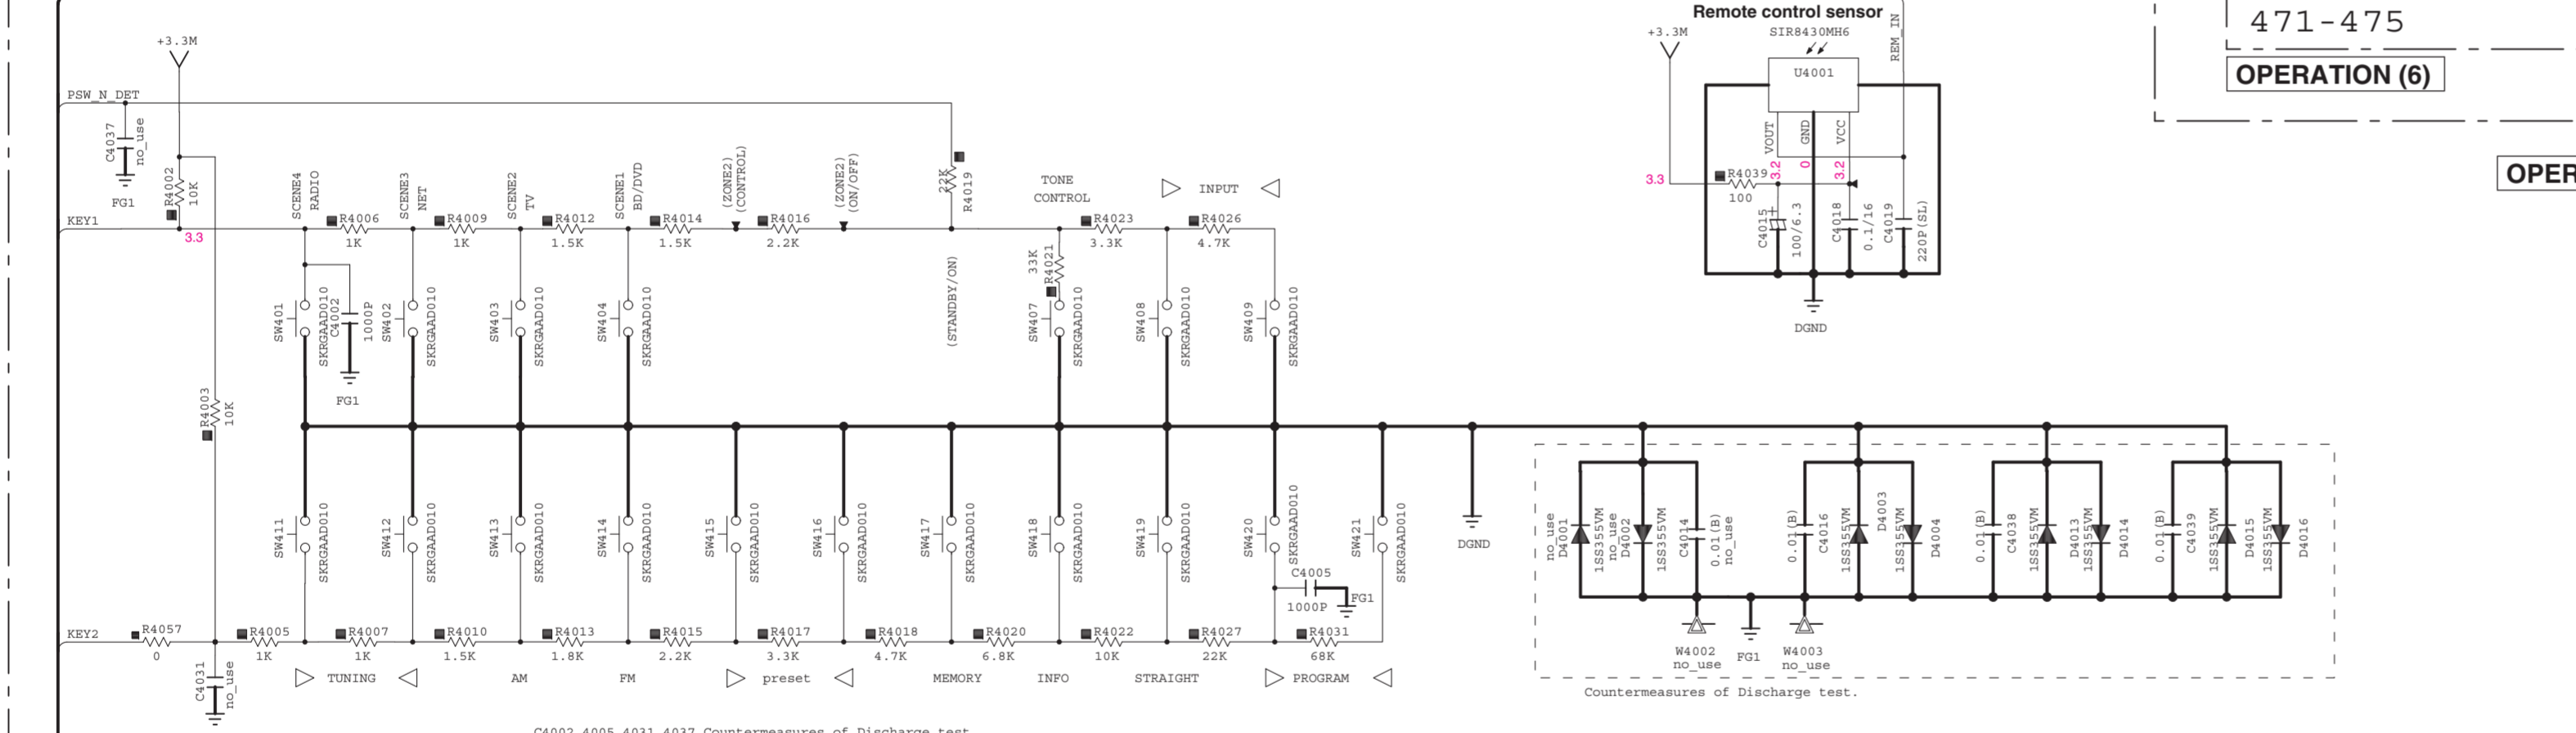 Remote control sensor
SIR8430MH6
+3.3M
U4001
REM_IN
VOUT
GND
VCC
3.2
0
3.2
3.3
R4039
100
C4015
100/6.3
C4018
0.1/16
C4019
220P(SL)
DGND
471-475
OPERATION (6)
OPER
+3.3M
PSW_N_DET
C4037
no_use
FG1
R4002
10K
KEY1
3.3
SCENE4
RADIO
R4006
1K
SCENE3
NET
R4009
1K
SCENE2
TV
R4012
1.5K
SCENE1
BD/DVD
R4014
1.5K
(ZONE2)
(CONTROL)
R4016
2.2K
(ZONE2)
(ON/OFF)
22K
R4019
(STANDBY/ON)
TONE
CONTROL
R4023
3.3K
INPUT
R4026
4.7K
33K
R4021
SW401
SKRGAAD010
C4002
1000P
FG1
SW402
SKRGAAD010
SW403
SKRGAAD010
SW404
SKRGAAD010
SW407
SKRGAAD010
SW408
SKRGAAD010
SW409
SKRGAAD010
R4003
10K
SW411
SKRGAAD010
SW412
SKRGAAD010
SW413
SKRGAAD010
SW414
SKRGAAD010
SW415
SKRGAAD010
SW416
SKRGAAD010
SW417
SKRGAAD010
SW418
SKRGAAD010
SW419
SKRGAAD010
SW420
SKRGAAD010
SW421
SKRGAAD010
C4005
1000P
FG1
DGND
KEY2
R4057
0
R4005
1K
R4007
1K
R4010
1.5K
R4013
1.8K
R4015
2.2K
R4017
3.3K
R4018
4.7K
R4020
6.8K
R4022
10K
R4027
22K
R4031
68K
C4031
no_use
TUNING
AM
FM
preset
MEMORY
INFO
STRAIGHT
PROGRAM
no_use
D4001
1SS355VM
no_use
D4002
1SS355VM
C4014
0.01(B)
no_use
0.01(B)
C4016
1SS355VM
D4003
1SS355VM
D4004
0.01(B)
C4038
1SS355VM
D4013
1SS355VM
D4014
0.01(B)
C4039
1SS355VM
D4015
1SS355VM
D4016
W4002
no_use
FG1
W4003
no_use
Countermeasures of Discharge test.
C4002,4005,4031,4037 Countermeasures of Discharge test